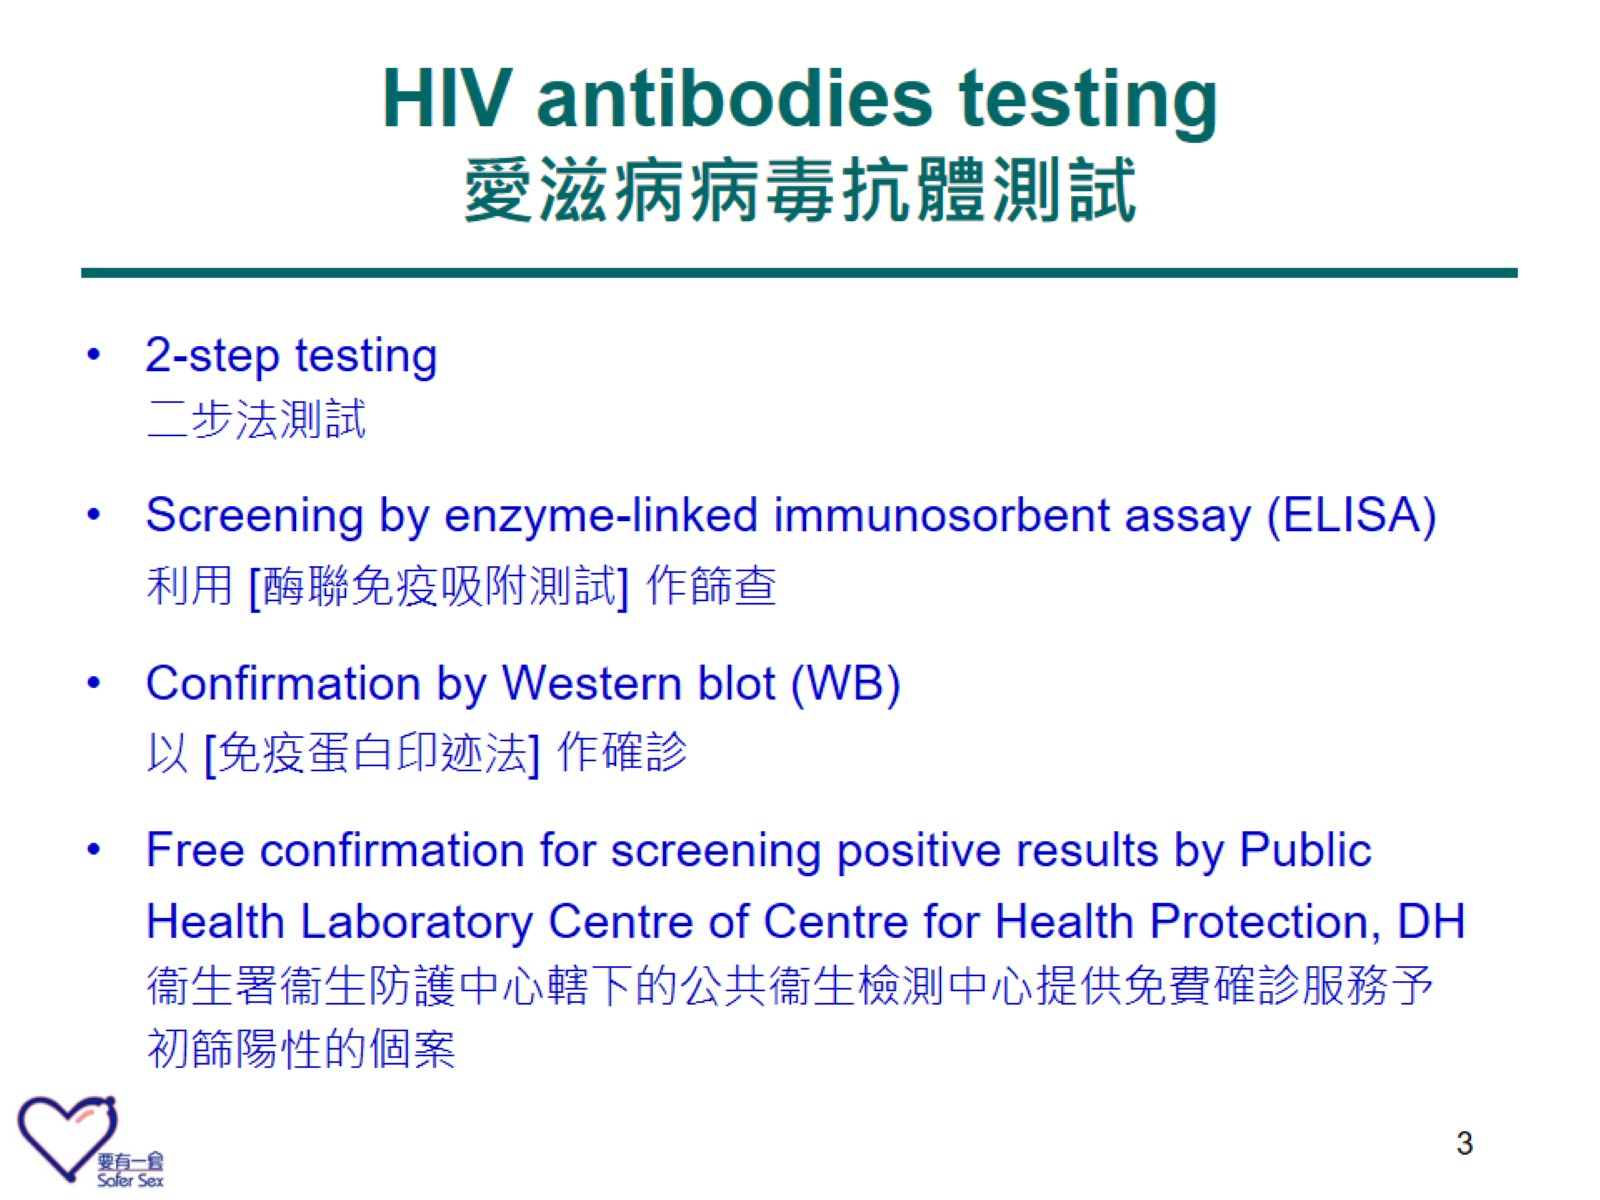 HIV antibodies testing
愛滋病病毒抗體測試
• 2-step testing
二步法測試
• Screening by enzyme-linked immunosorbent assay (ELISA)
利用 [酶聯免疫吸附測試] 作篩查
• Confirmation by Western blot (WB)
以 [免疫蛋白印迹法] 作確診
• Free confirmation for screening positive results by Public
Health Laboratory Centre of Centre for Health Protection, DH
衞生署衞生防護中心轄下的公共衞生檢測中心提供免費確診服務予
初篩陽性的個案
要有一套
Safer Sex
3